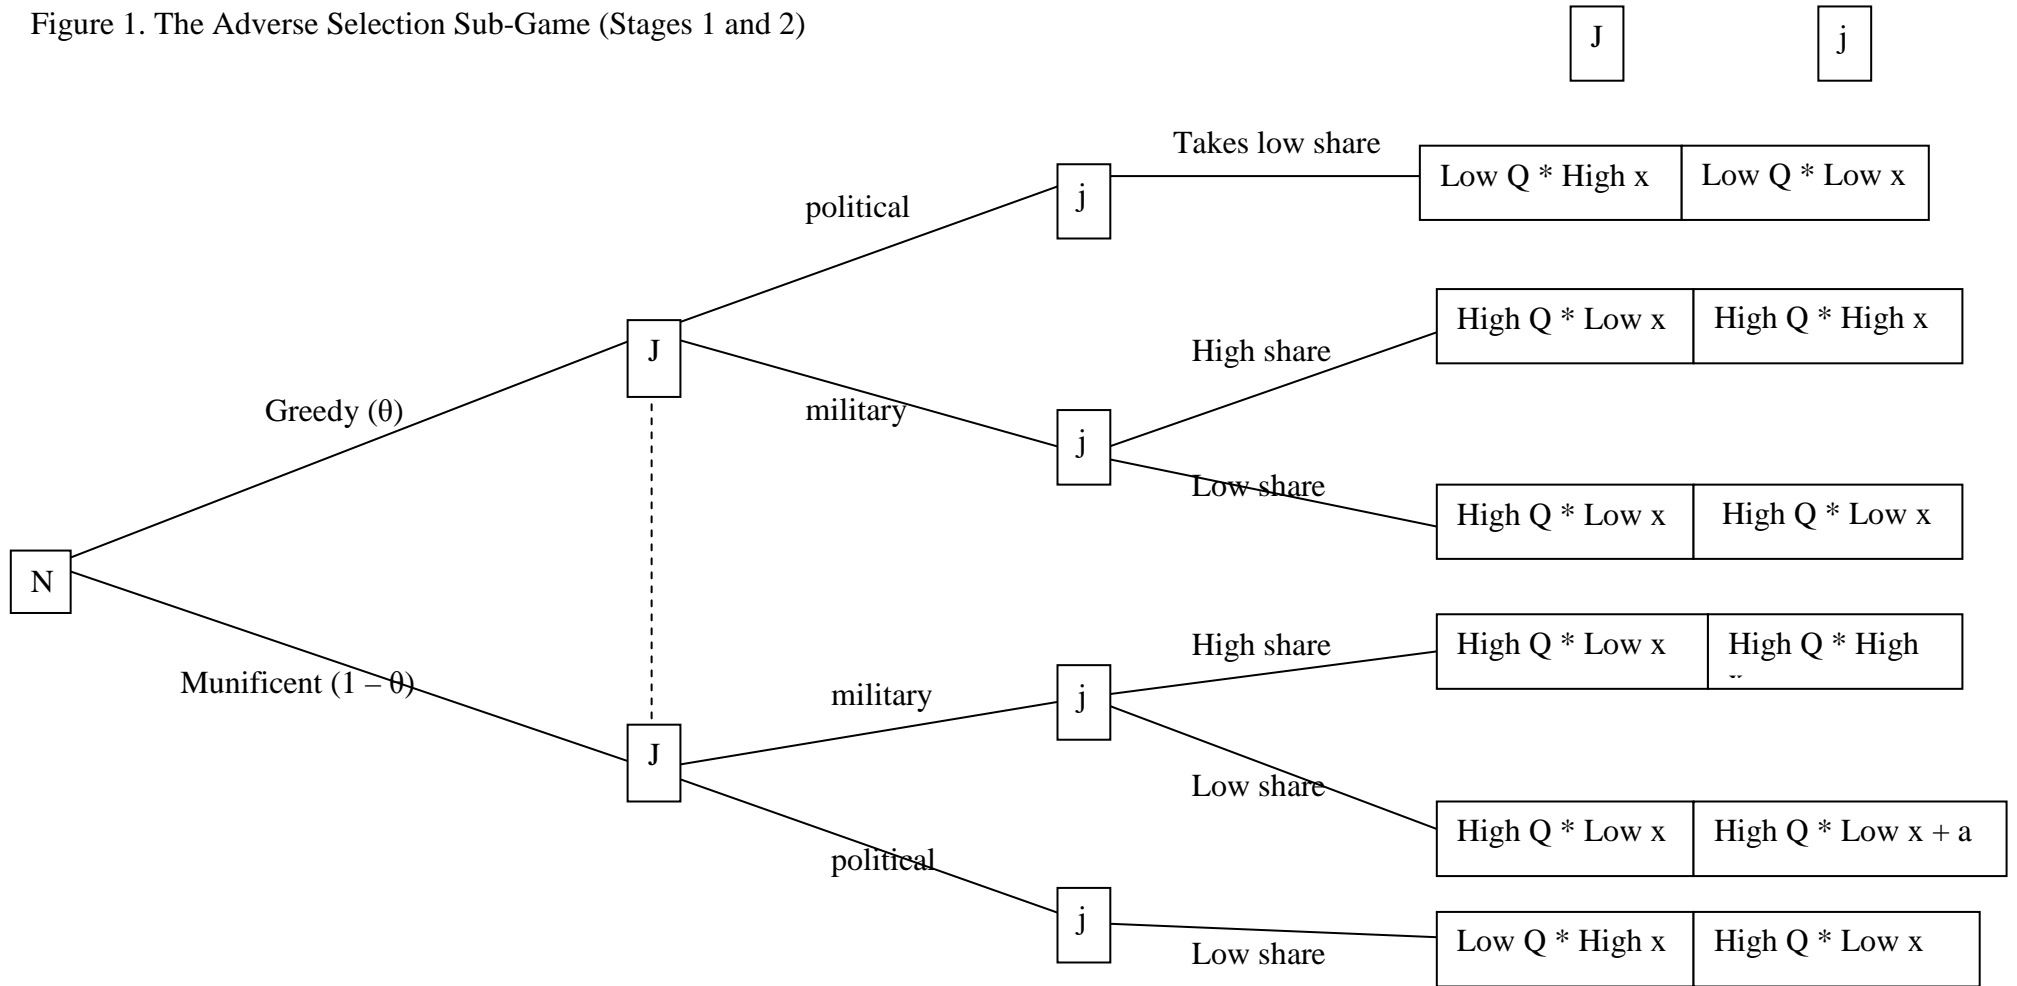 Figure 1. The Adverse Selection Sub-Game (Stages 1 and 2)
J
j
Takes low share
political
j
Low Q * High x
Low Q * Low x
High Q * Low x
High Q * High x
J
High share
Greedy (θ)
military
j
Low share
High Q * Low x
High Q * Low x
N
High share
High Q * Low x
High Q * High
Munificent (1 – θ)
military
j
J
Low share
High Q * Low x
High Q * Low x + a
political
j
Low share
Low Q * High x
High Q * Low x